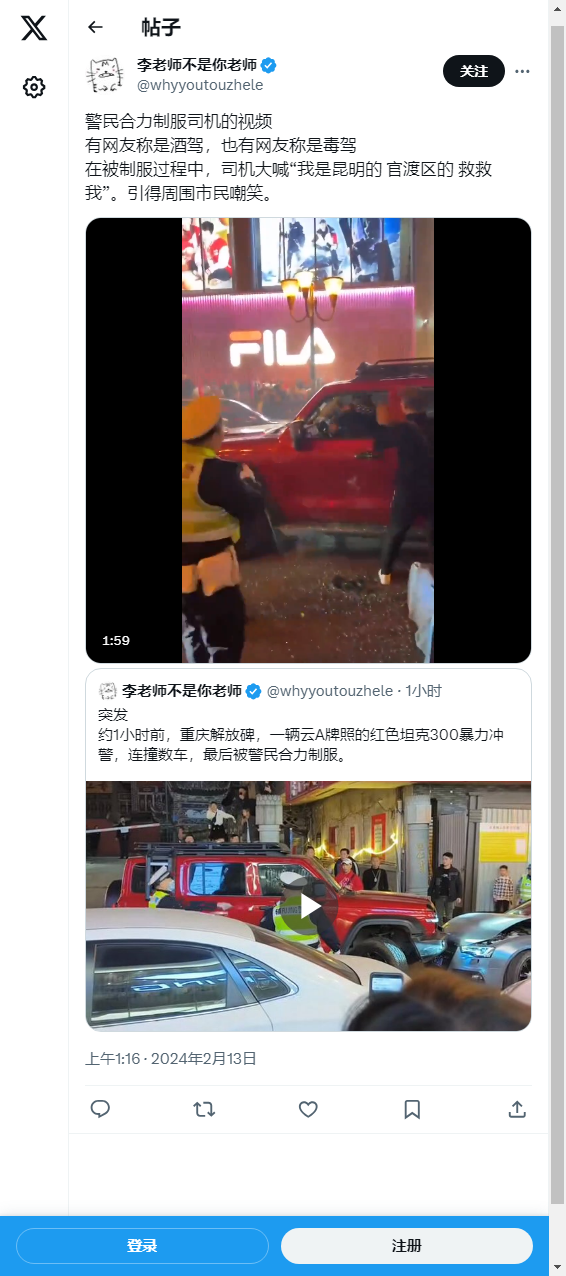 帖子
李老师不是你老师
@whyyoutouzhele
关注
警民合力制服司机的视频
有网友称是酒驾，也有网友称是毒驾
在被制服过程中，司机大喊“我是昆明的 官渡区的 救救
我”。引得周围市民嘲笑。
FILA
1:59
李老师不是你老师 @whyyoutouzhele · 1小时
突发
约1小时前，重庆解放碑，一辆云A牌照的红色坦克300暴力冲
警，连撞数车，最后被警民合力制服。
上午1:16 · 2024年2月13日
登录
注册